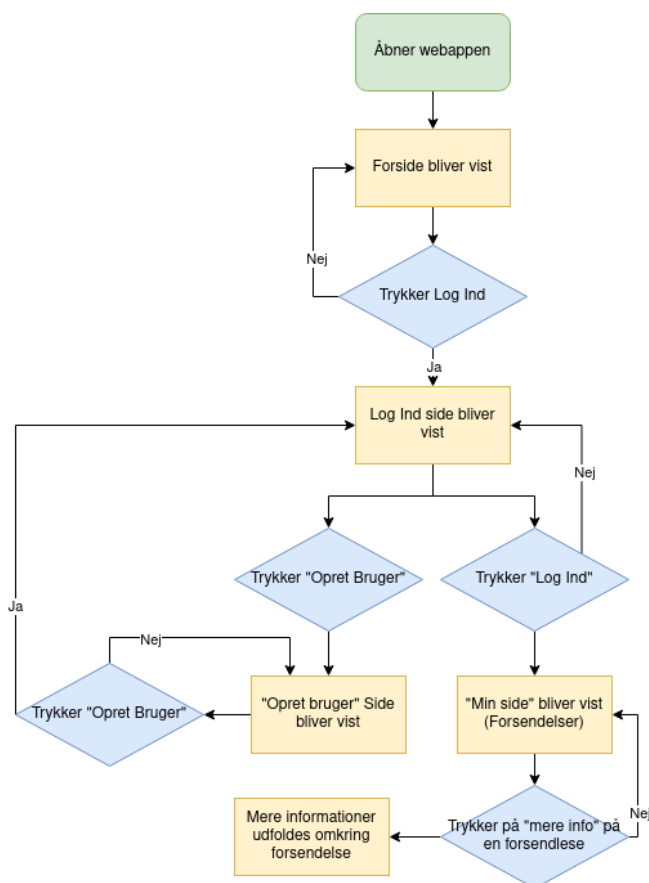 Åbner webappen
Forside bliver vist
Nej
Trykker Log Ind
Ja
Log Ind side bliver
vist
Nej
Trykker "Opret Bruger"
Trykker "Log Ind"
Ja
Nej
Trykker "Opret Bruger"
"Opret bruger" Side
bliver vist
"Min side" bliver vist
(Forsendelser)
Mere informationer
udfoldes omkring
forsendelse
Trykker på "mere info" på
en forsendlese
Nej